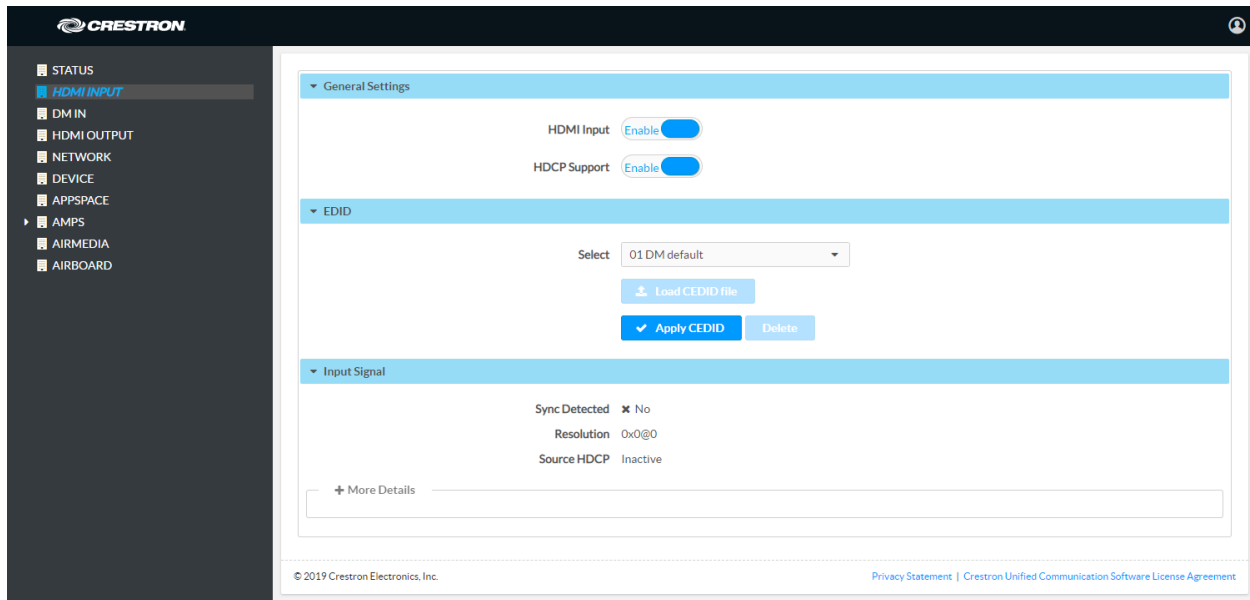 CRESTRON
STATUS
HDMI INPUT
DM IN
HDMI OUTPUT
NETWORK
DEVICE
APPSPACE
AMPS
AIRMEDIA
AIRBOARD
General Settings
HDMI Input Enable
HDCP Support Enable
EDID
Select 01 DM default
Load CEDID file
Apply CEDID Delete
Input Signal
Sync Detected No
Resolution 0x0@0
Source HDCP Inactive
More Details
© 2019 Crestron Electronics, Inc. Privacy Statement | Crestron Unified Communication Software License Agreement